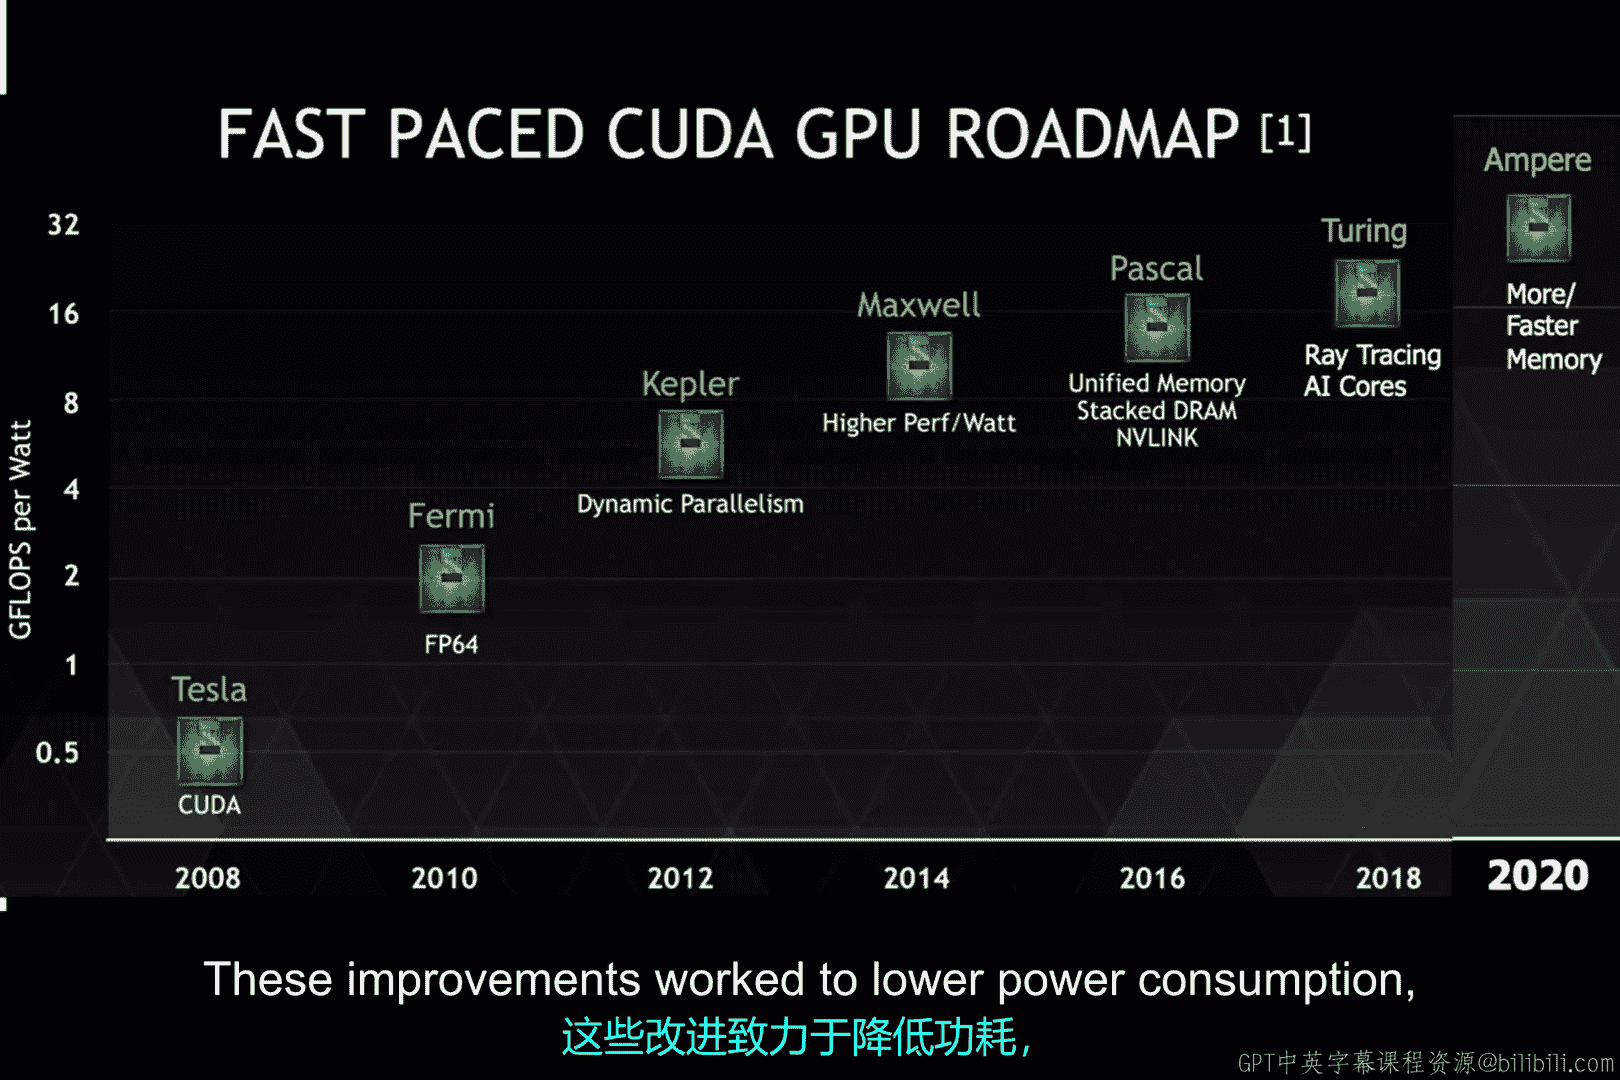 FAST PACED CUDA GPU ROADMAP [1]
GFLOPS per Watt
32
16
8
4
2
1
0.5
Tesla
CUDA
Fermi
FP64
Kepler
Dynamic Parallelism
Maxwell
Higher Perf/Watt
Pascal
Unified Memory
Stacked DRAM
NVLINK
Turing
Ray Tracing
AI Cores
Ampere
More/
Faster
Memory
2008 2010 2012 2014 2016 2018 2020
These improvements worked to lower power consumption,
这些改进致力于降低功耗，
GPT中英字幕课程资源@bilibili.com